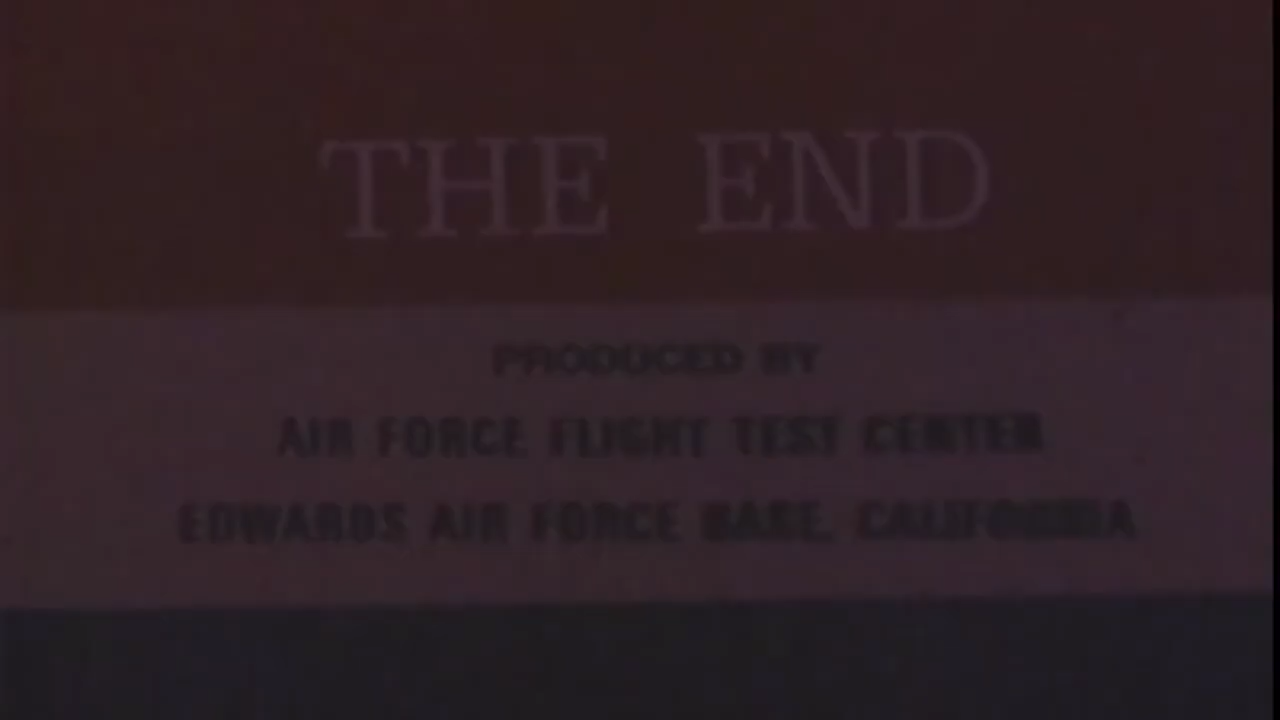 THE END
PRODUCED BY
AIR FORCE FLIGHT TEST CENTER
EDWARDS AIR FORCE BASE, CALIFORNIA